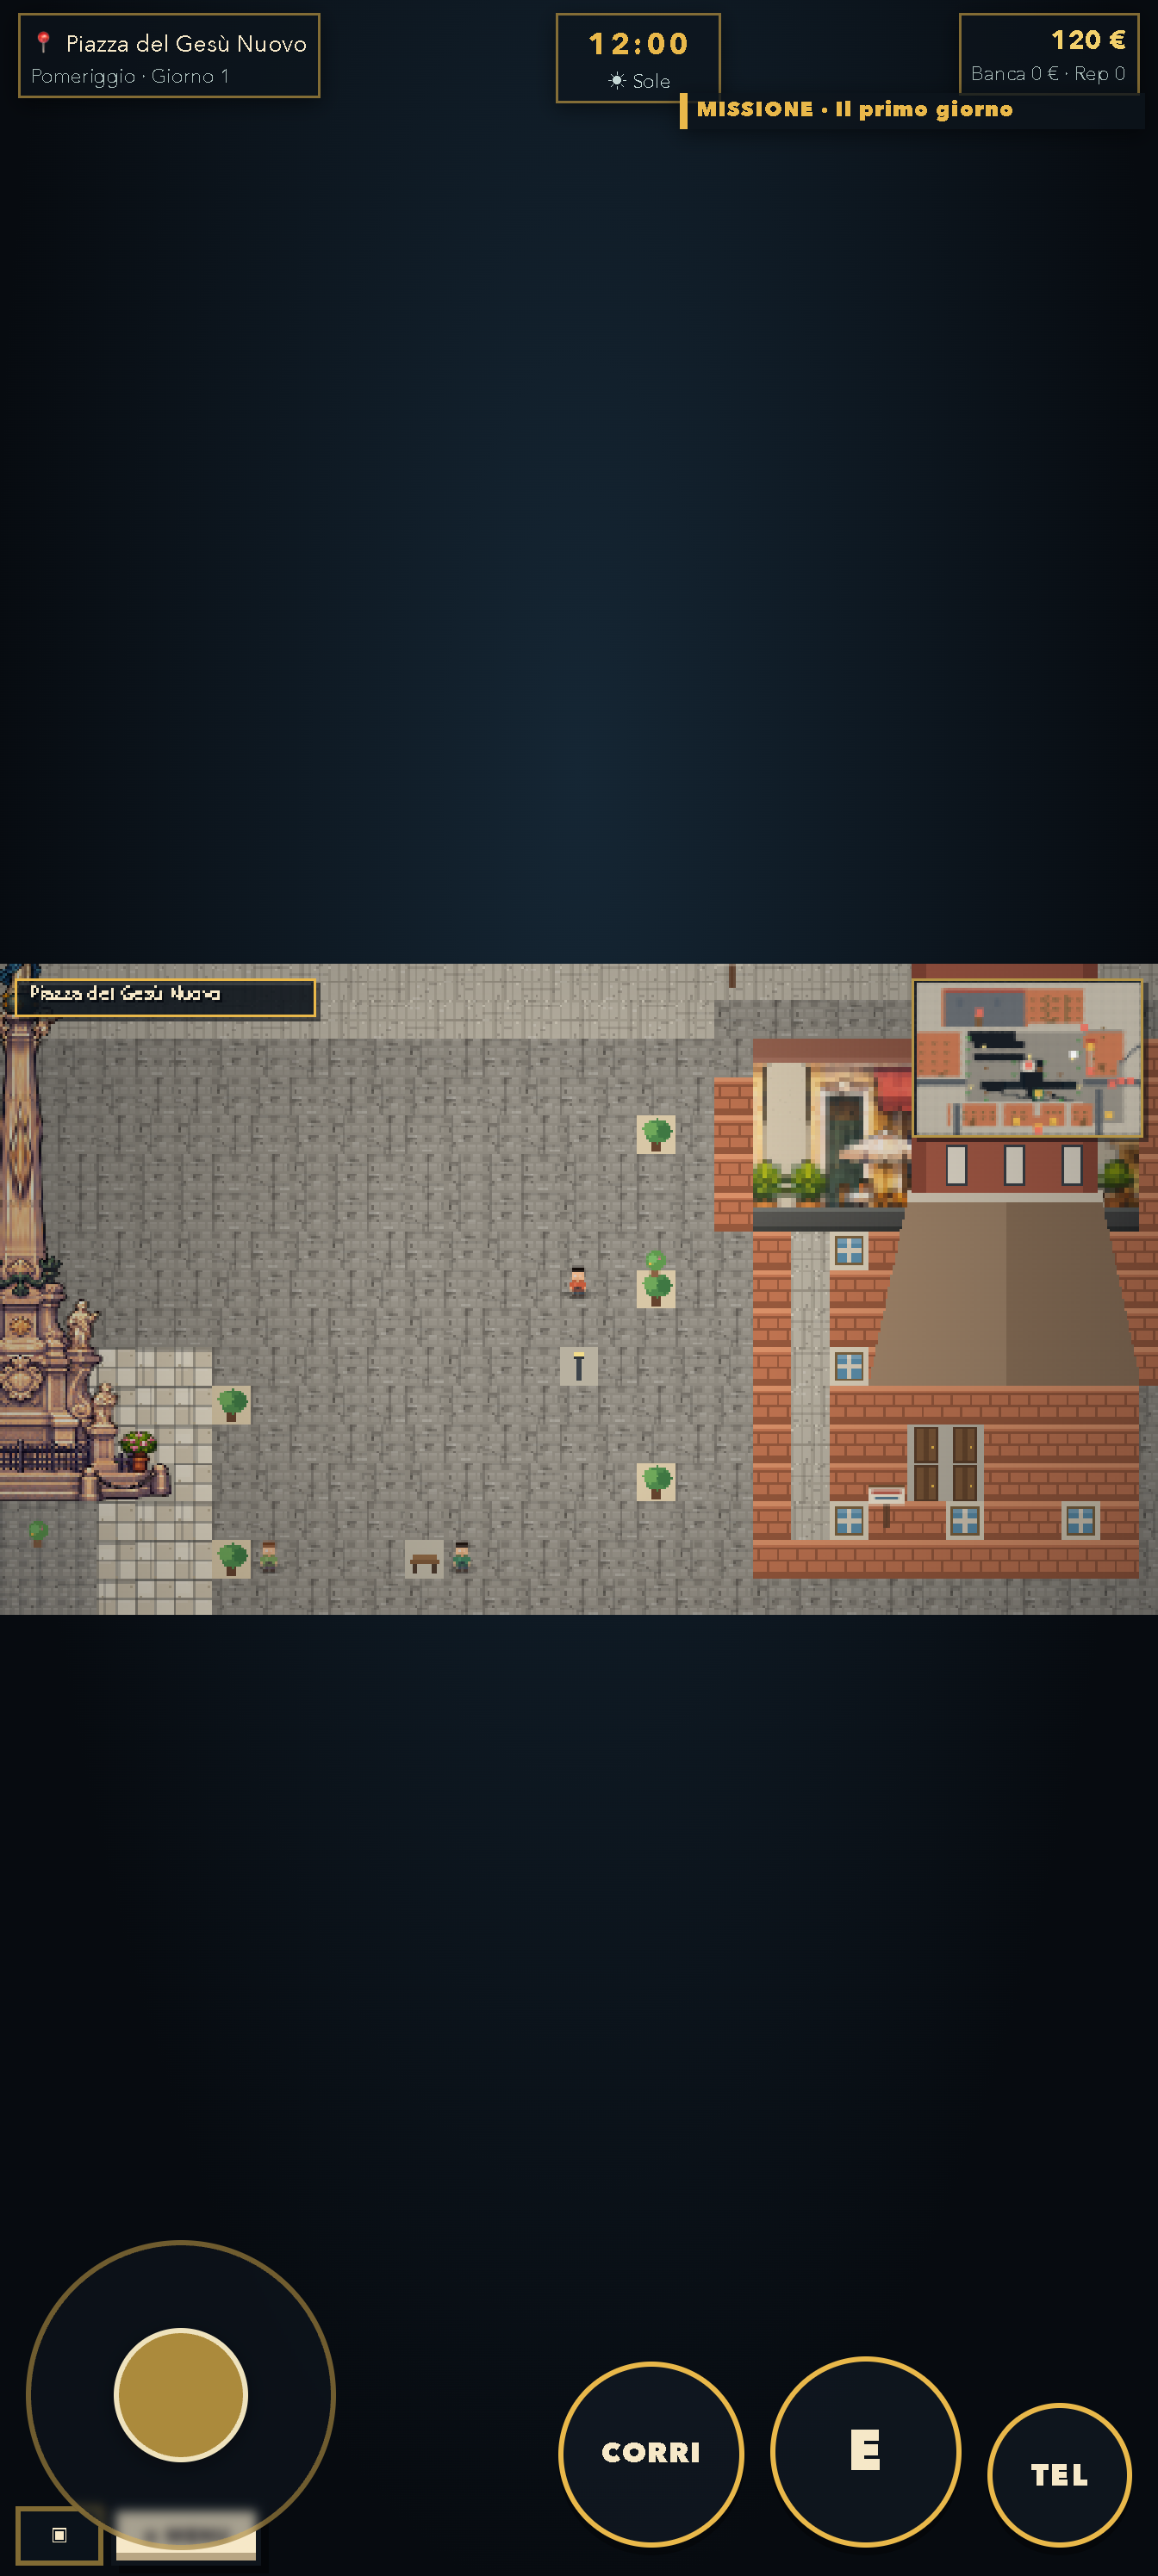 Piazza del Gesù Nuovo
Pomeriggio · Giorno 1
12:00
Sole
120 €
Banca 0 € · Rep 0
MISSIONE · Il primo giorno
Piazza del Gesù Nuovo
CORRI
E
TEL